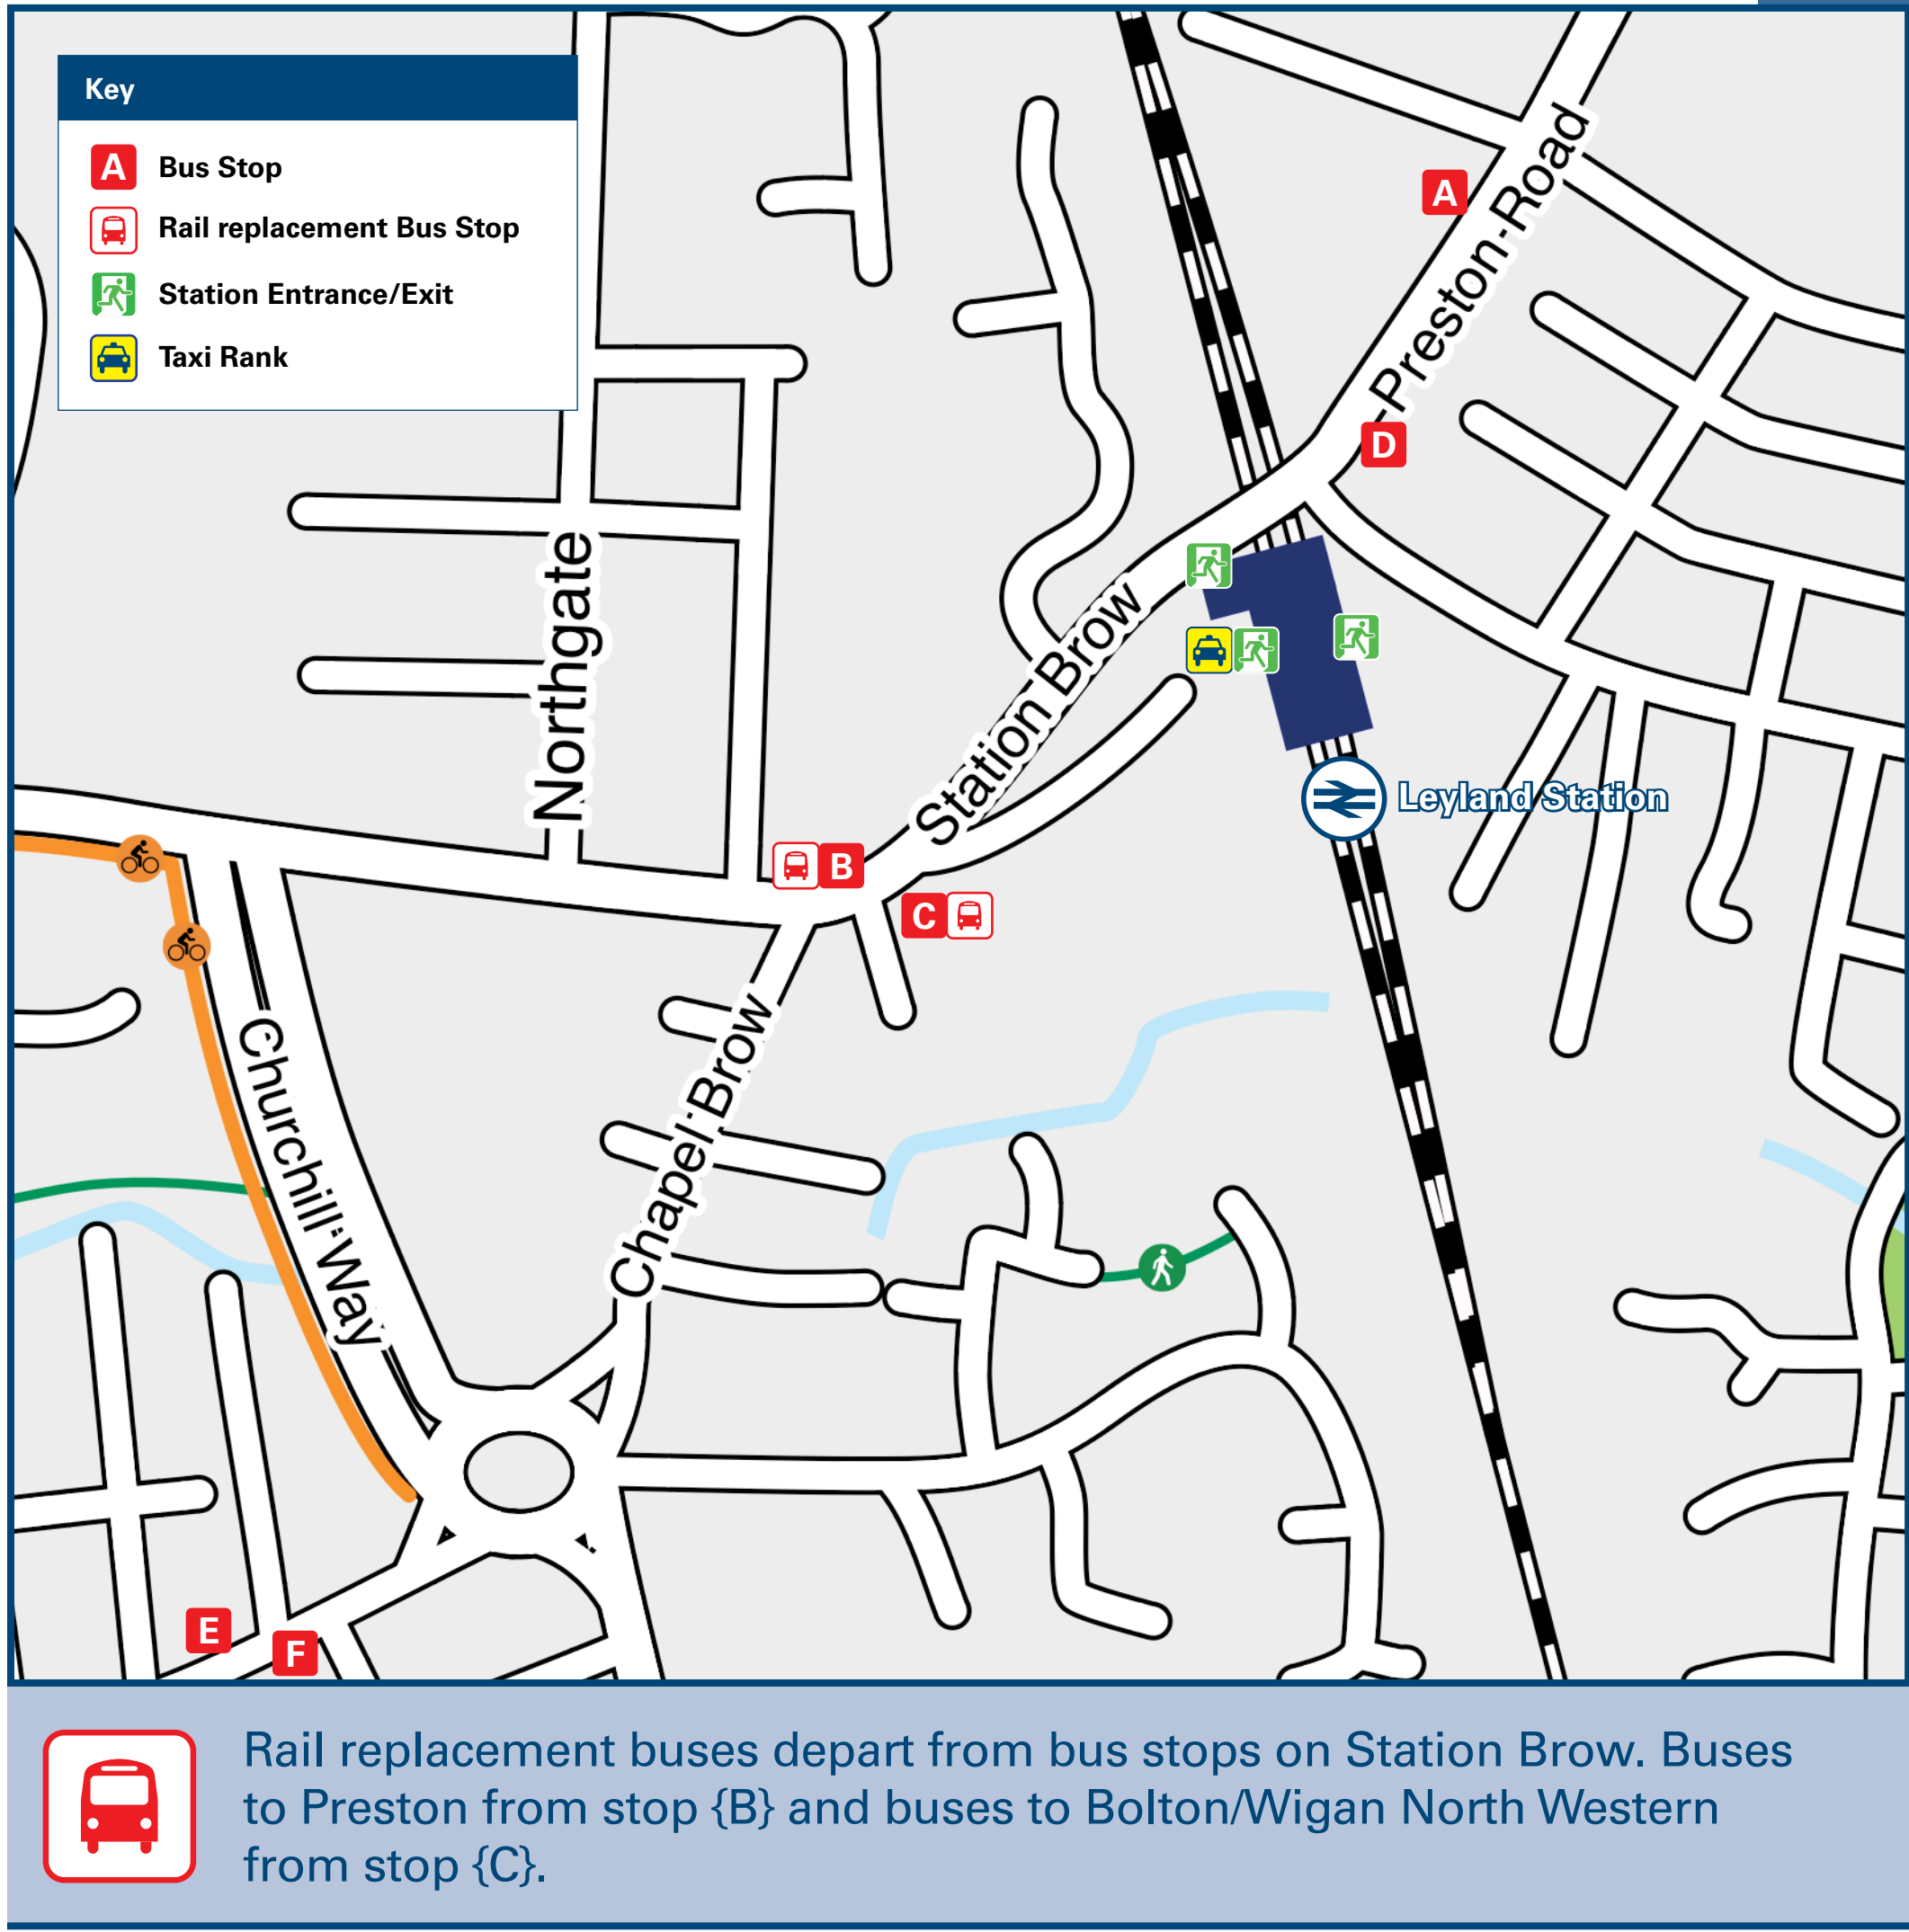 Key
A Bus Stop
Rail replacement Bus Stop
Station Entrance/Exit
Taxi Rank
A
Preston Road
D
Northgate
Station Brow
Leyland Station
B
C
Churchill Way
Chapel Brow
E
F
Rail replacement buses depart from bus stops on Station Brow. Buses
to Preston from stop {B} and buses to Bolton/Wigan North Western
from stop {C}.